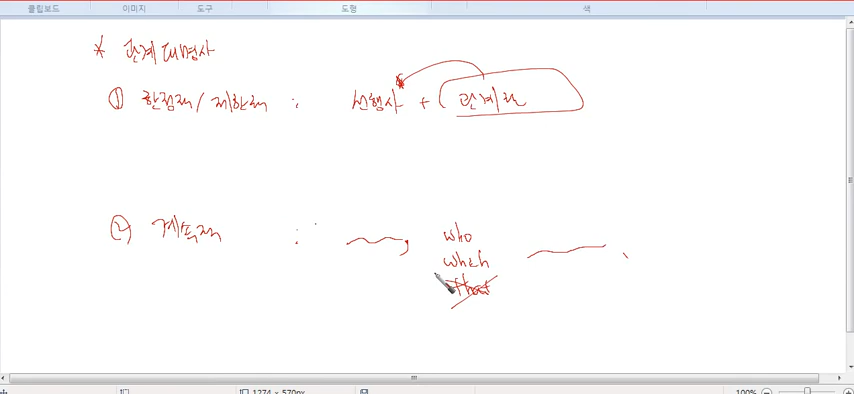 클립보드 이미지 도구 도형 색
* 관계대명사
① 한정적/제한적 : 선행사 + 관계절
② 계속적 : , who
which
that
1274 × 570px 100%